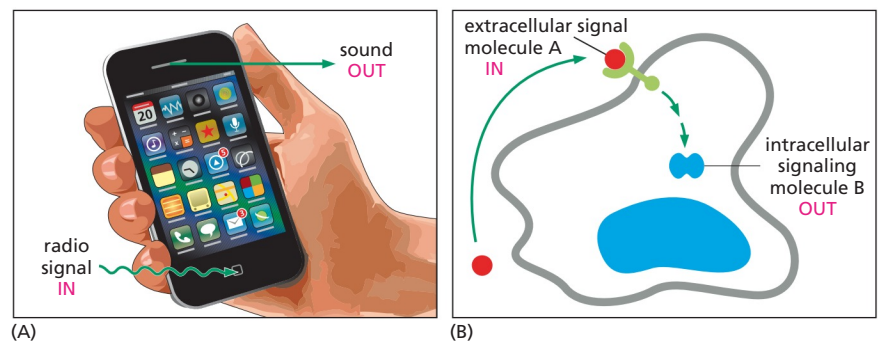 sound
OUT
20
5
3
radio
signal
IN
(A)
extracellular signal
molecule A
IN
intracellular
signaling
molecule B
OUT
(B)